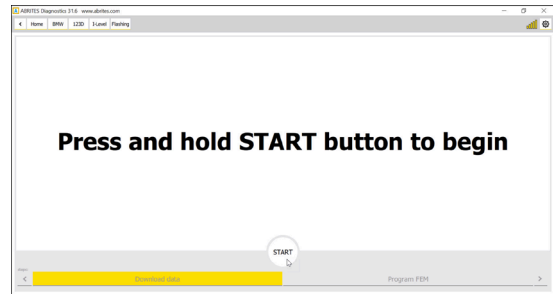 ABRITES Diagnostics 31.6 www.abrites.com
Home BMW 123D I-Level Flashing
Press and hold START button to begin
START
Download data Program FEM